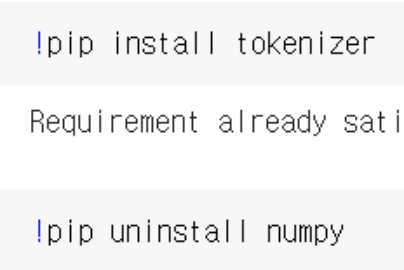 !pip install tokenizer
Requirement already sati
!pip uninstall numpy